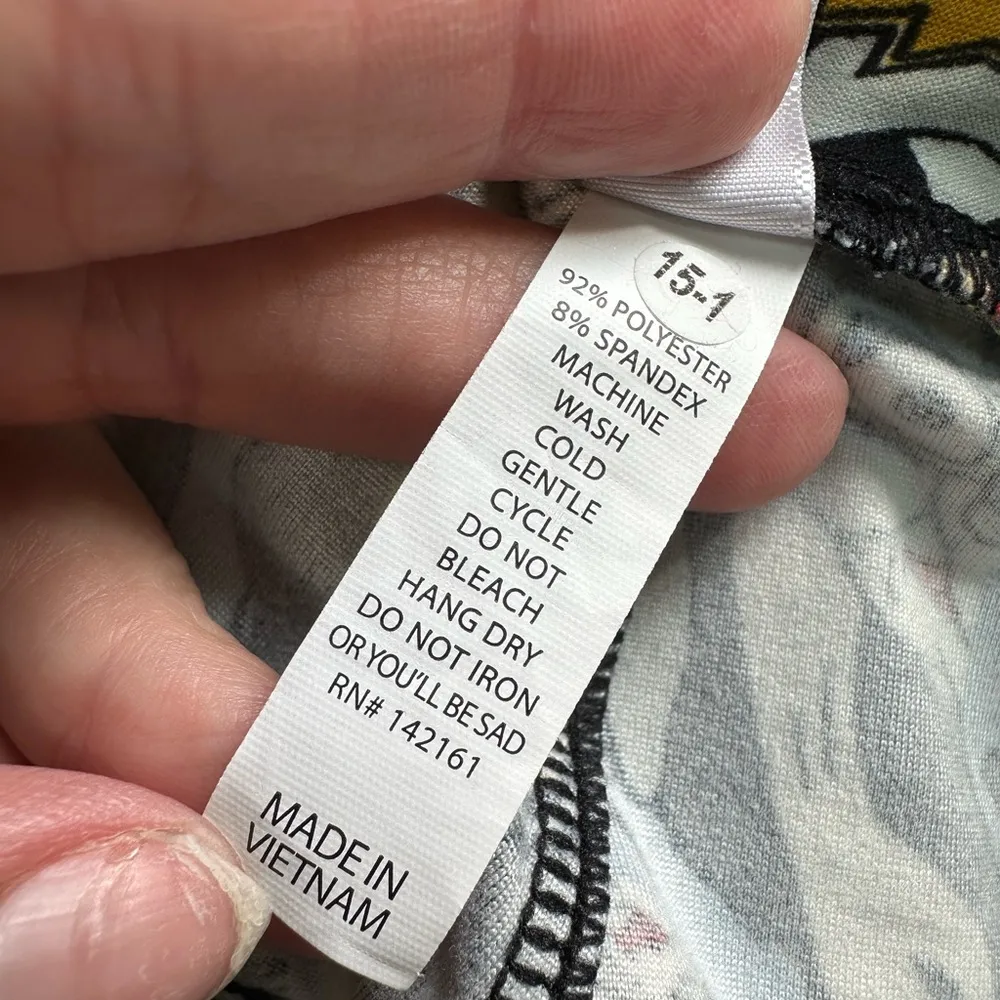 15-1
92% POLYESTER
8% SPANDEX
MACHINE
WASH
COLD
GENTLE
CYCLE
DO NOT
BLEACH
HANG DRY
DO NOT IRON
OR YOU'LL BE SAD
RN# 142161
MADE IN
VIETNAM